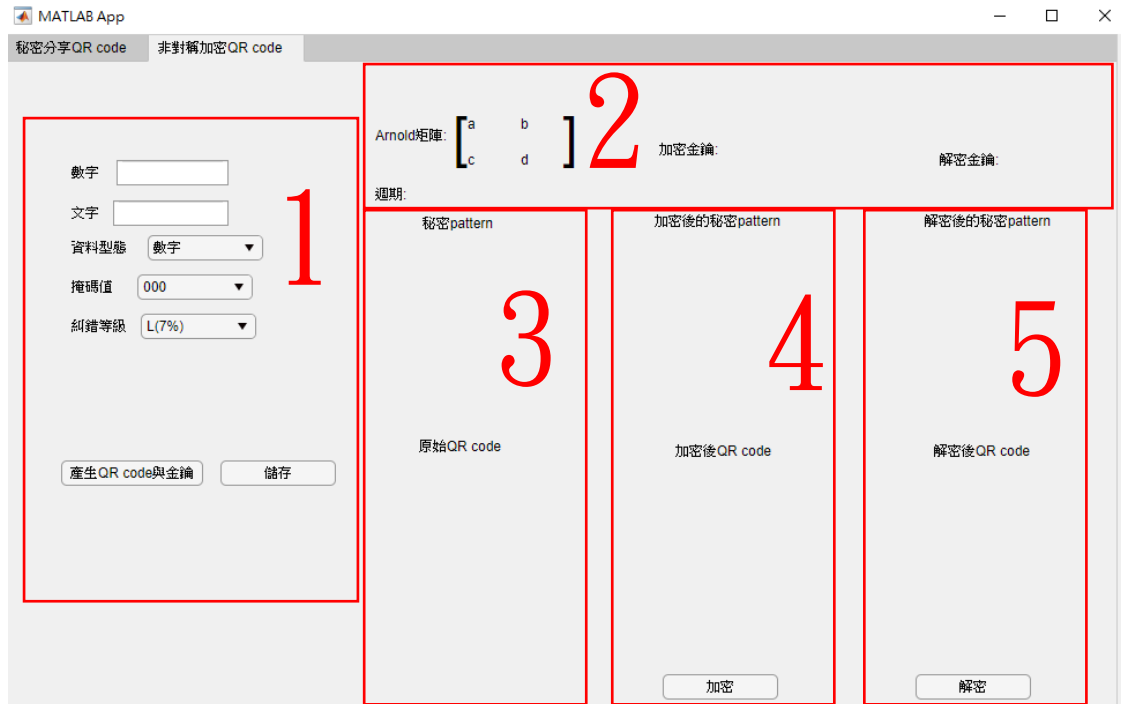 MATLAB App
秘密分享QR code 非對稱加密QR code
1
數字
文字
資料型態 數字
掩碼值 000
糾錯等級 L(7%)
產生QR code與金鑰 儲存
2
Arnold矩陣: [ a b
c d ]
加密金鑰:
解密金鑰:
週期:
3
秘密pattern
原始QR code
4
加密後的秘密pattern
加密後QR code
加密
5
解密後的秘密pattern
解密後QR code
解密